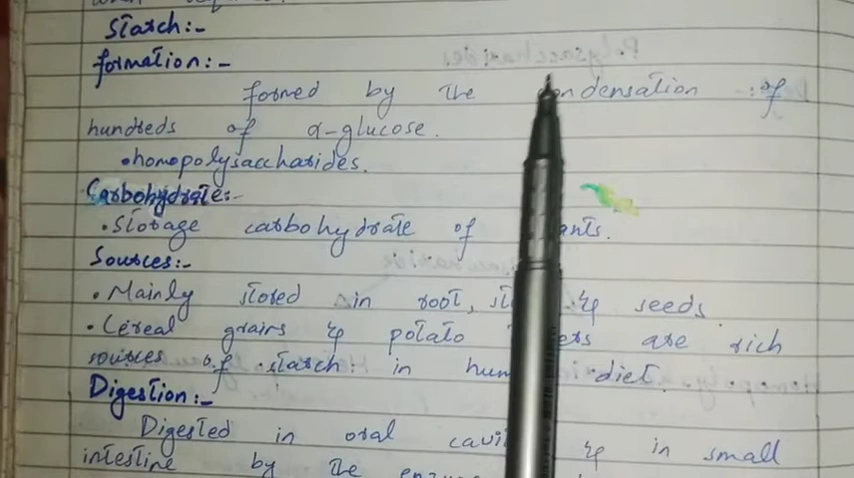 Starch:-
formation:-
formed by the condensation of
hundreds of α-glucose.
•homopolysaccharides.
Carbohydrate:-
•Storage carbohydrate of
Sources:-
•Mainly stored in root, & seeds.
•Cereal grains & potato are rich
sources of starch in diet.
Digestion:-
Digested in oral & in small
intestine by the